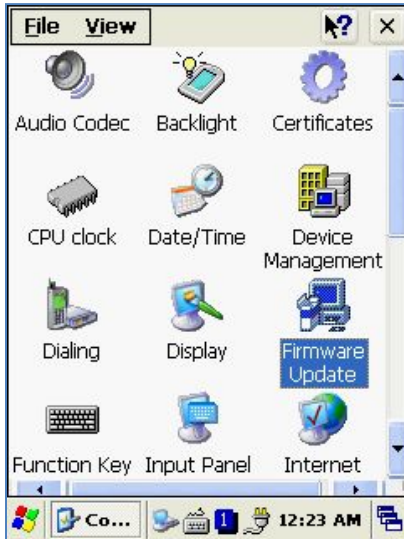 File View
Audio Codec Backlight Certificates
CPU clock Date/Time Device
Management
Dialing Display Firmware
Update
Function Key Input Panel Internet
Co... 1 12:23 AM